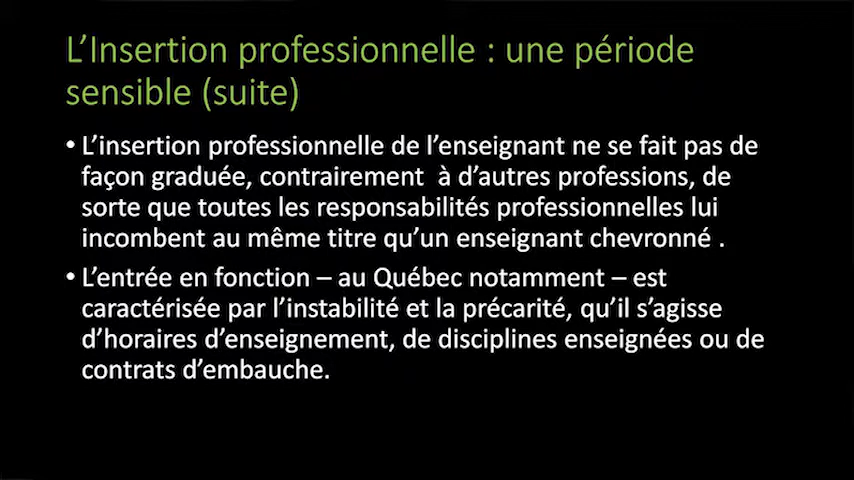 L’Insertion professionnelle : une période
sensible (suite)
• L’insertion professionnelle de l’enseignant ne se fait pas de
façon graduée, contrairement  à d’autres professions, de
sorte que toutes les responsabilités professionnelles lui
incombent au même titre qu’un enseignant chevronné .
• L’entrée en fonction – au Québec notamment – est
caractérisée par l’instabilité et la précarité, qu’il s’agisse
d’horaires d’enseignement, de disciplines enseignées ou de
contrats d’embauche.